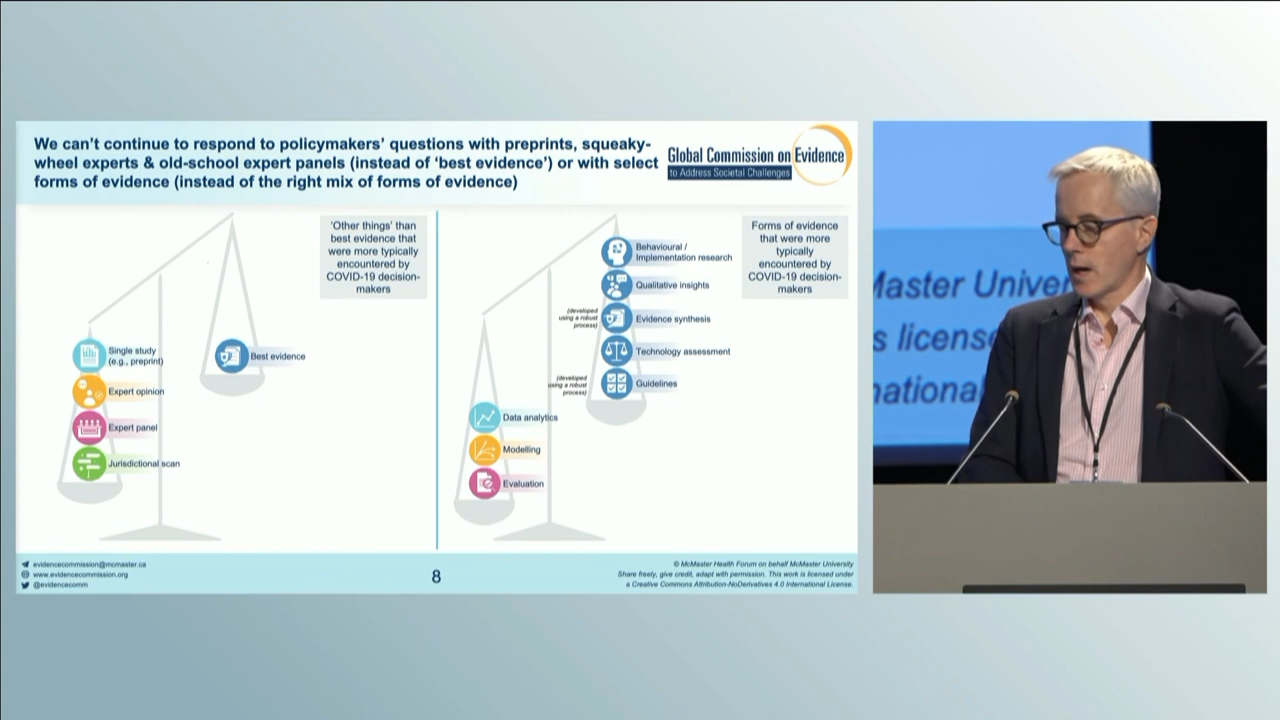 We can't continue to respond to policymakers' questions with preprints, squeaky-
wheel experts & old-school expert panels (instead of 'best evidence') or with select
forms of evidence (instead of the right mix of forms of evidence)
Global Commission on Evidence
to Address Societal Challenges
'Other things' than
best evidence that
were more typically
encountered by
COVID-19 decision-
makers
Single study
(e.g., preprint)
Best evidence
Expert opinion
Expert panel
Jurisdictional scan
Forms of evidence
that were more
typically
encountered by
COVID-19 decision-
makers
Behavioural /
Implementation research
Qualitative insights
(developed
using a robust
process)
Evidence synthesis
Technology assessment
(developed
using a robust
process)
Guidelines
Data analytics
Modelling
Evaluation
evidencecommission@mcmaster.ca
www.evidencecommission.org
@evidencecomm
8
© McMaster Health Forum on behalf McMaster University
Share freely, give credit, adapt with permission. This work is licensed under
a Creative Commons Attribution-NoDerivatives 4.0 International License.
Master Univer
s license
national